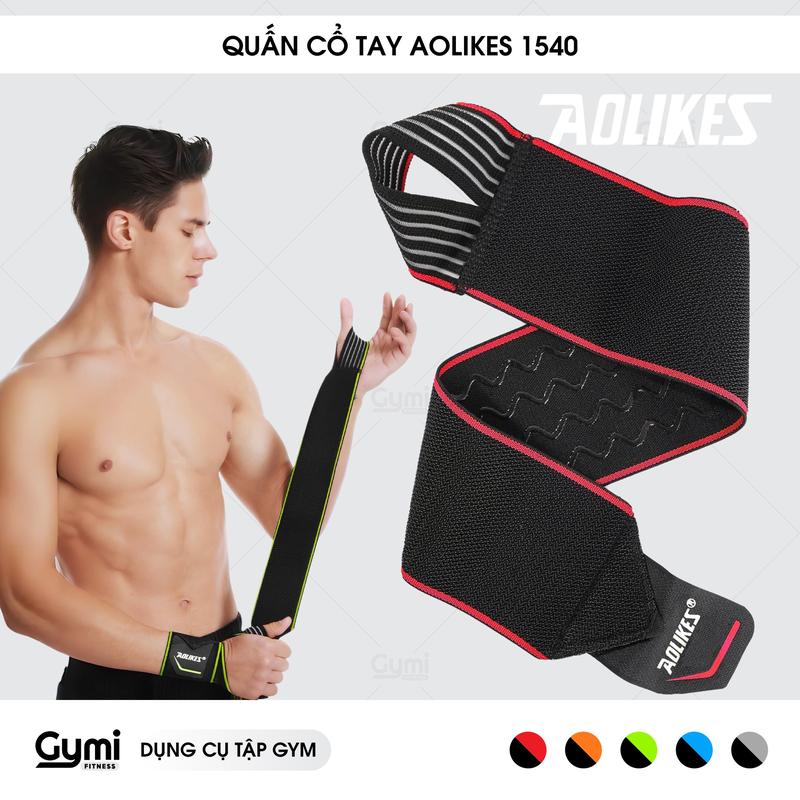 QUẤN CỔ TAY AOLIKES 1540
AOLIKES
Gymi
AOLIKES®
Gymi
AOLIKES®
Gymi
FITNESS
DỤNG CỤ TẬP GYM